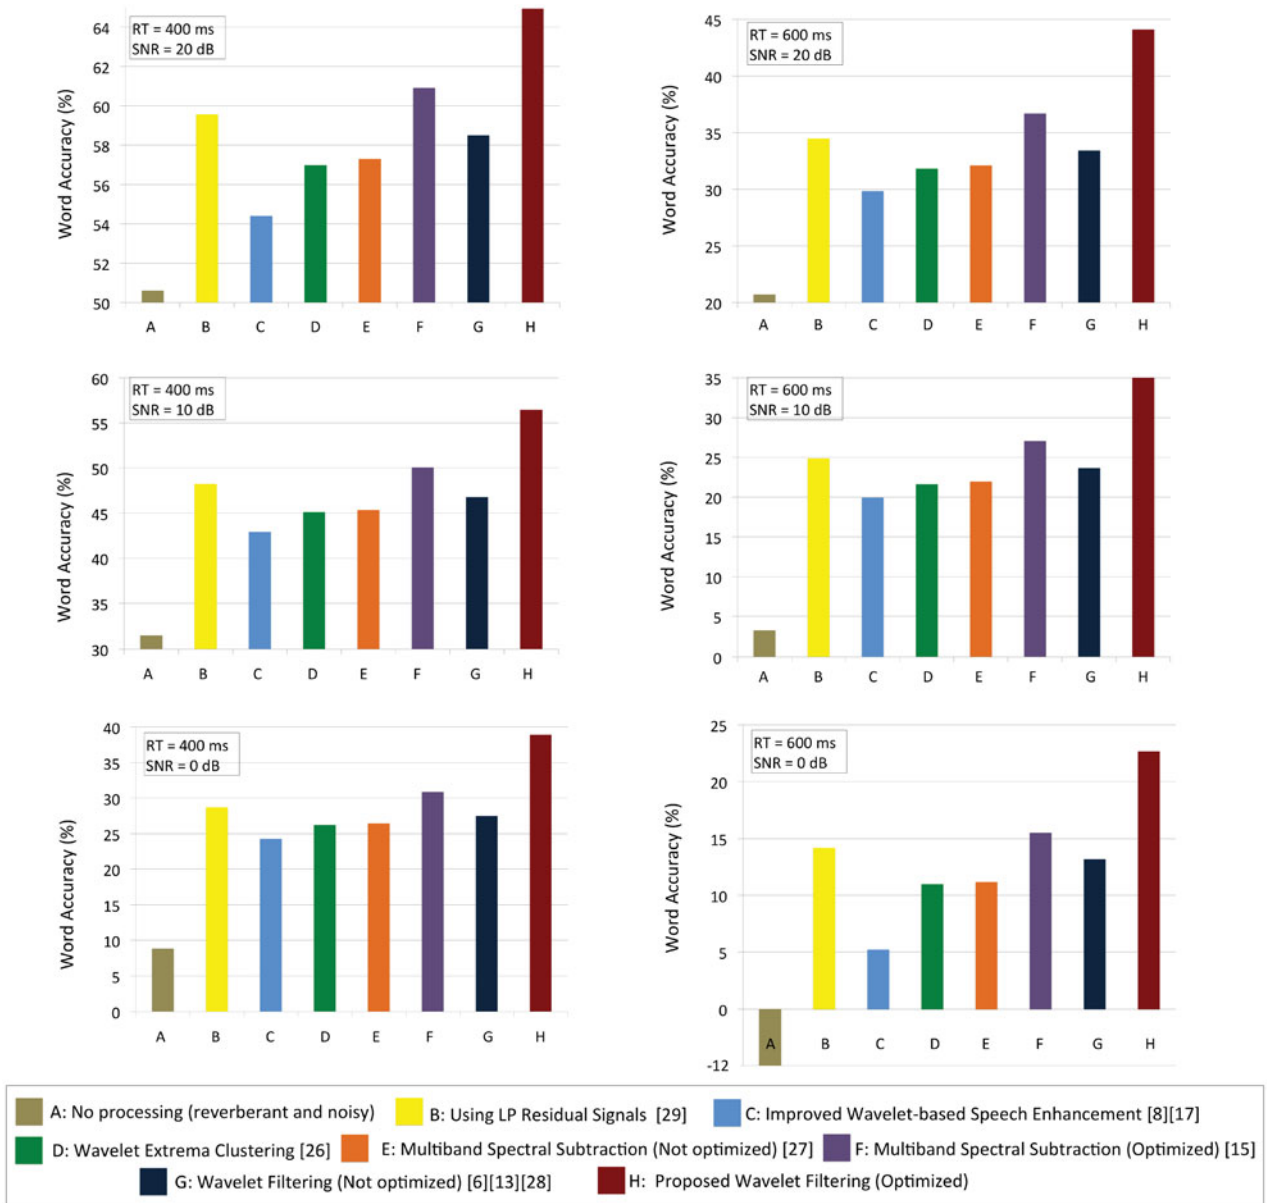 RT = 400 ms
SNR = 20 dB
Word Accuracy (%)
64
62
60
58
56
54
52
50
A B C D E F G H
RT = 600 ms
SNR = 20 dB
Word Accuracy (%)
45
40
35
30
25
20
A B C D E F G H
RT = 400 ms
SNR = 10 dB
Word Accuracy (%)
60
55
50
45
40
35
30
A B C D E F G H
RT = 600 ms
SNR = 10 dB
Word Accuracy (%)
35
30
25
20
15
10
5
0
A B C D E F G H
RT = 400 ms
SNR = 0 dB
Word Accuracy (%)
40
35
30
25
20
15
10
5
0
A B C D E F G H
RT = 600 ms
SNR = 0 dB
Word Accuracy (%)
25
20
15
10
5
0
-12
A B C D E F G H
A: No processing (reverberant and noisy) B: Using LP Residual Signals [29] C: Improved Wavelet-based Speech Enhancement [8][17]
D: Wavelet Extrema Clustering [26] E: Multiband Spectral Subtraction (Not optimized) [27] F: Multiband Spectral Subtraction (Optimized) [15]
G: Wavelet Filtering (Not optimized) [6][13][28] H: Proposed Wavelet Filtering (Optimized)